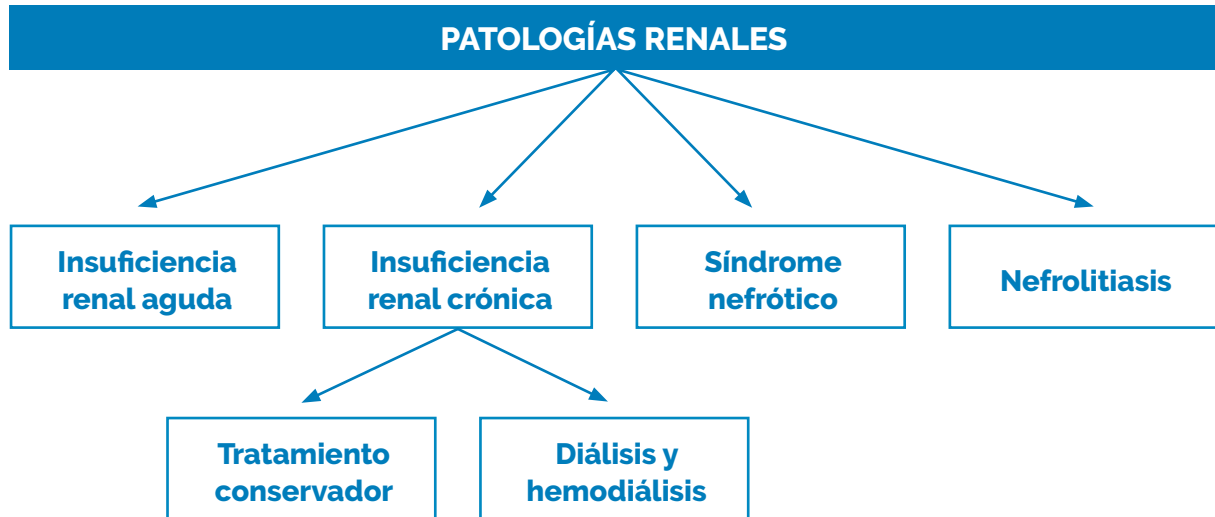 PATOLOGÍAS RENALES
Insuficiencia
renal aguda
Insuficiencia
renal crónica
Síndrome
nefrótico
Nefrolitiasis
Tratamiento
conservador
Diálisis y
hemodiálisis